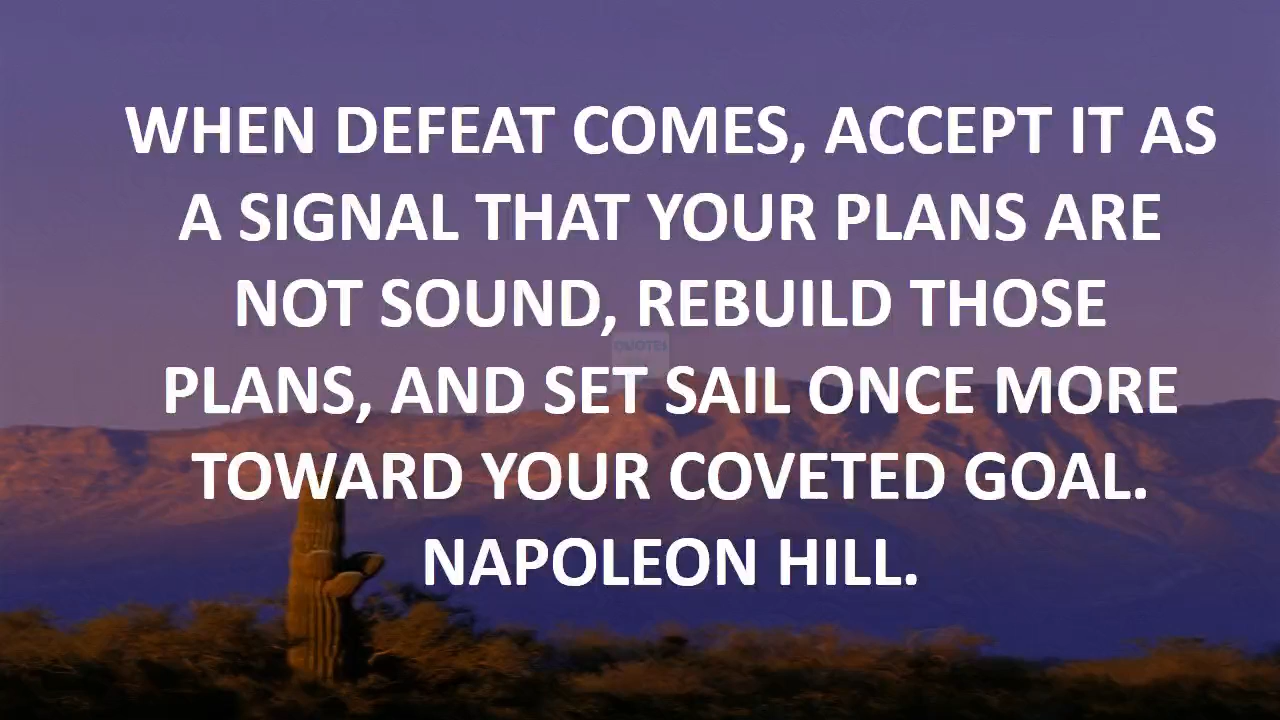 WHEN DEFEAT COMES, ACCEPT IT AS
A SIGNAL THAT YOUR PLANS ARE
NOT SOUND, REBUILD THOSE
QUOTES
PLANS, AND SET SAIL ONCE MORE
TOWARD YOUR COVETED GOAL.
NAPOLEON HILL.